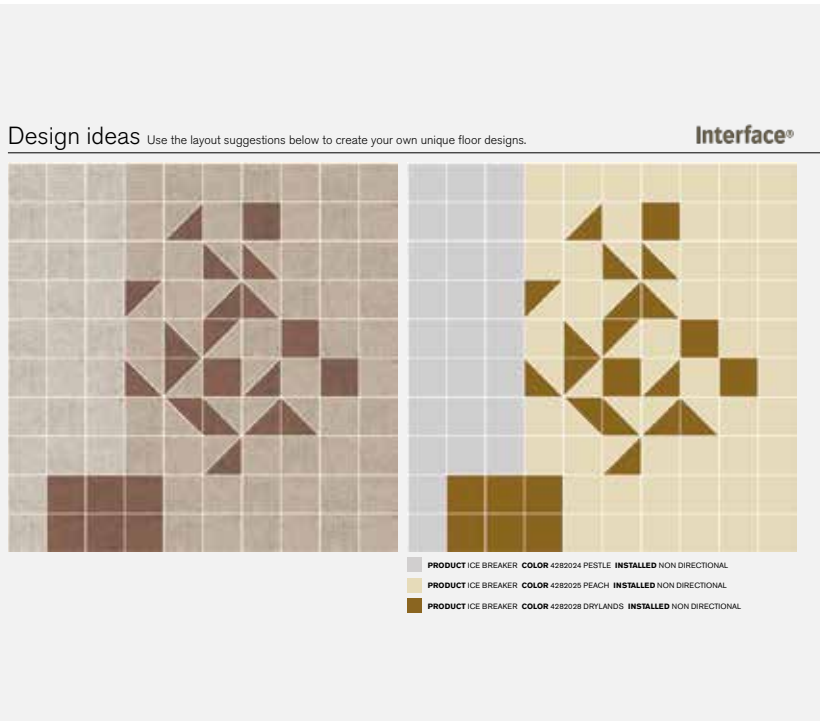 Design ideas Use the layout suggestions below to create your own unique floor designs.
Interface®
PRODUCT ICE BREAKER COLOR 4282024 PESTLE INSTALLED NON DIRECTIONAL
PRODUCT ICE BREAKER COLOR 4282025 PEACH INSTALLED NON DIRECTIONAL
PRODUCT ICE BREAKER COLOR 4282028 DRYLANDS INSTALLED NON DIRECTIONAL